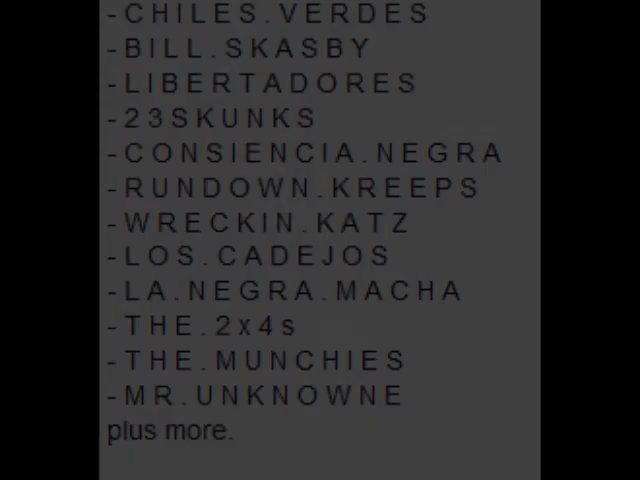 -CHILES.VERDES
-BILL.SKASBY
-LIBERTADORES
-23SKUNKS
-CONSIENCIA.NEGRA
-RUNDOWN.KREEPS
-WRECKIN.KATZ
-LOS.CADEJOS
-LA.NEGRA.MACHA
-THE.2x4s
-THE.MUNCHIES
-MR.UNKNOWNE
plus more.